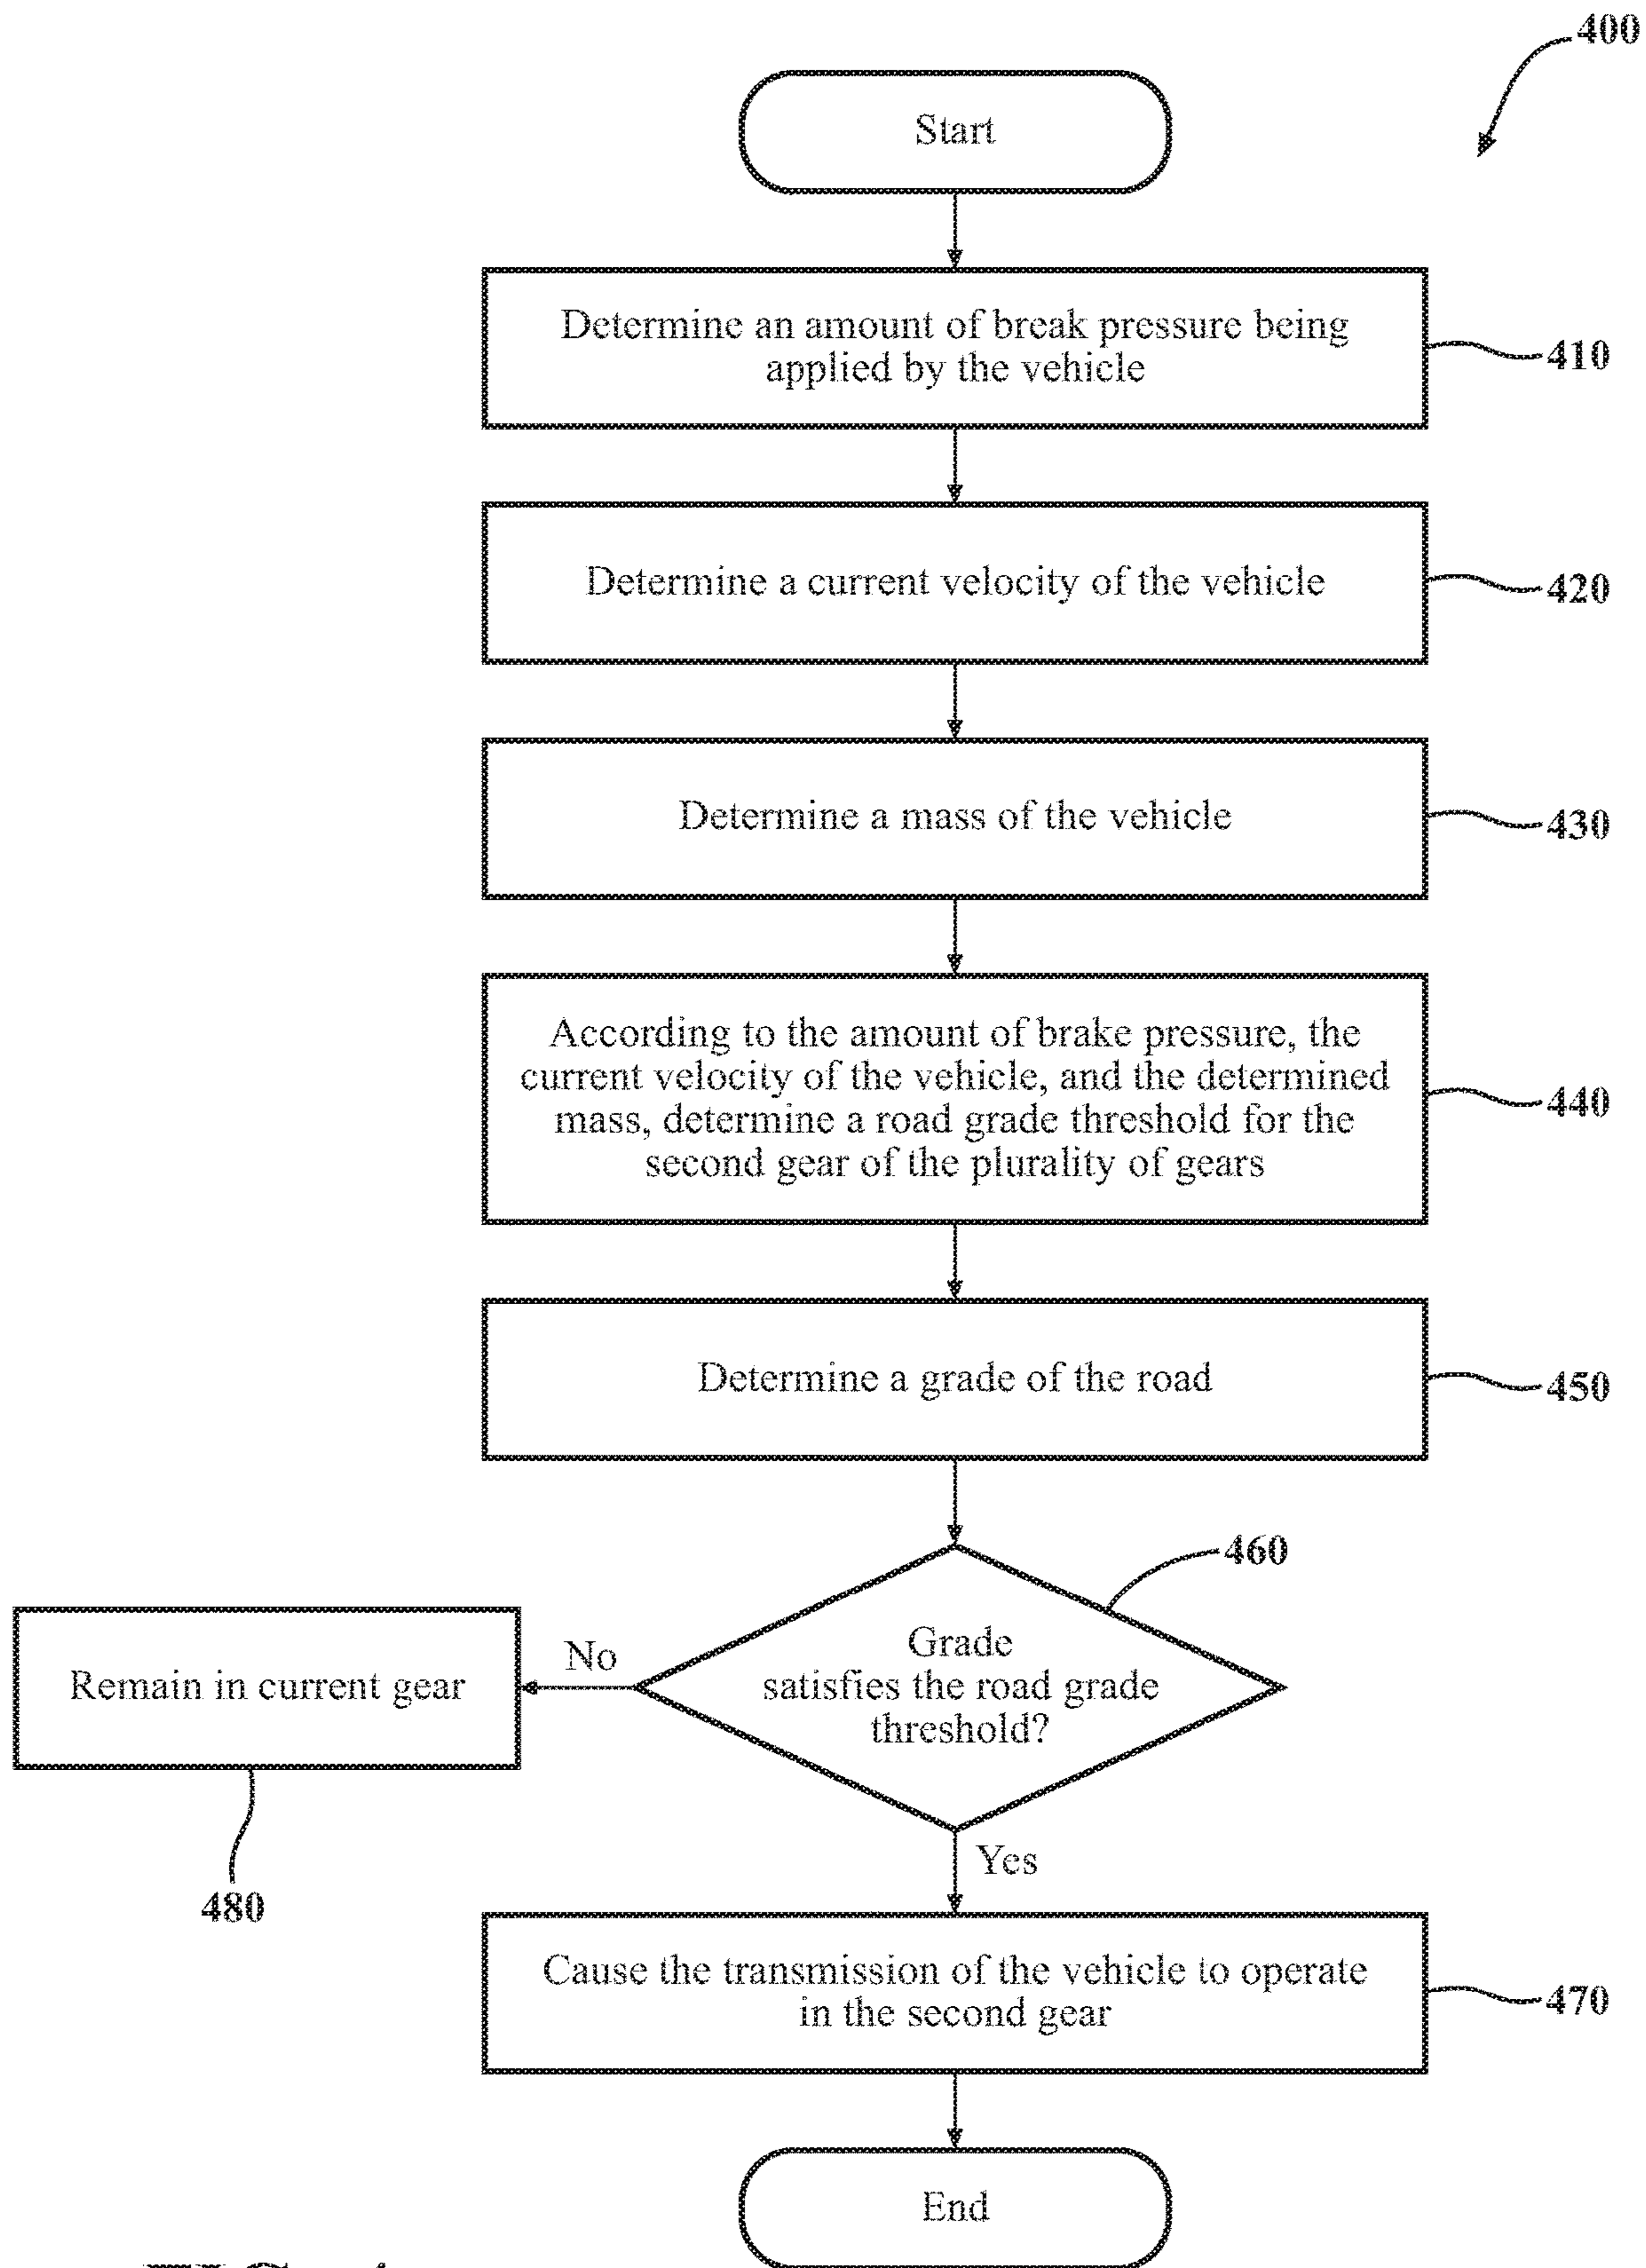 400
Start
Determine an amount of break pressure being
applied by the vehicle
410
Determine a current velocity of the vehicle
420
Determine a mass of the vehicle
430
According to the amount of brake pressure, the
current velocity of the vehicle, and the determined
mass, determine a road grade threshold for the
second gear of the plurality of gears
440
Determine a grade of the road
450
460
Grade
satisfies the road grade
threshold?
No
Remain in current gear
480
Yes
Cause the transmission of the vehicle to operate
in the second gear
470
End